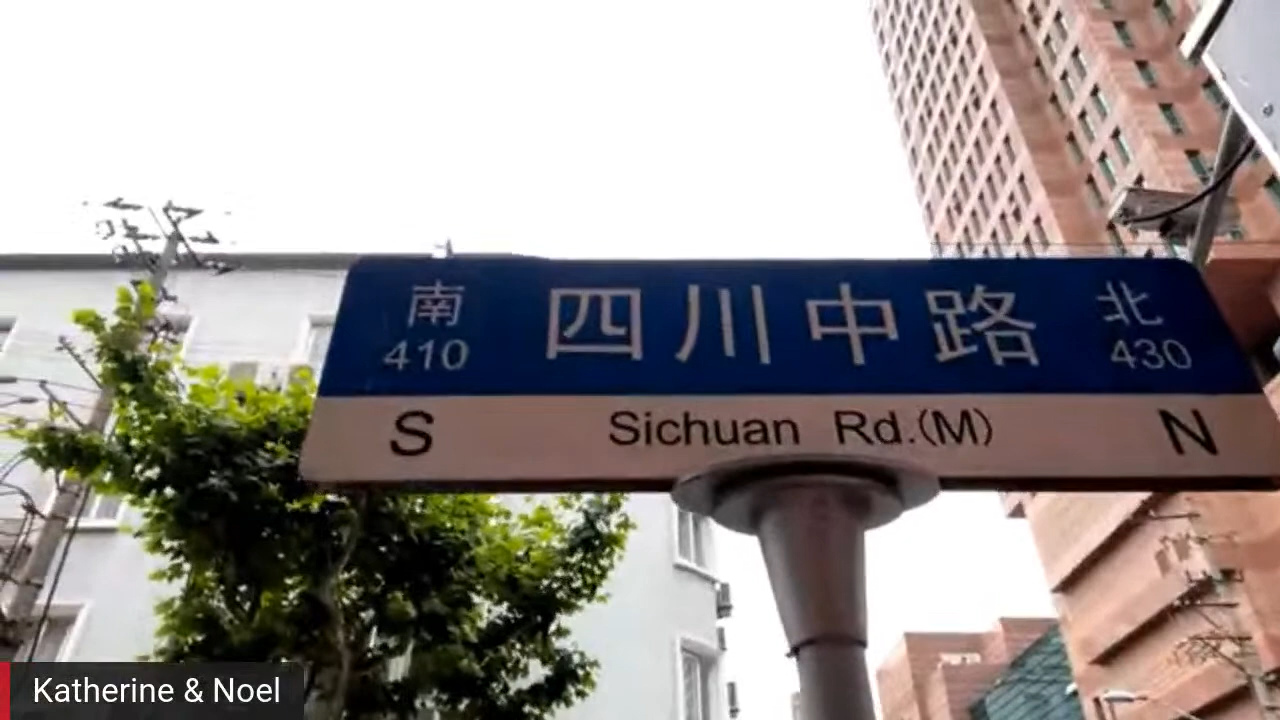 南 四川中路 北
410 430
S Sichuan Rd.(M) N
Katherine & Noel